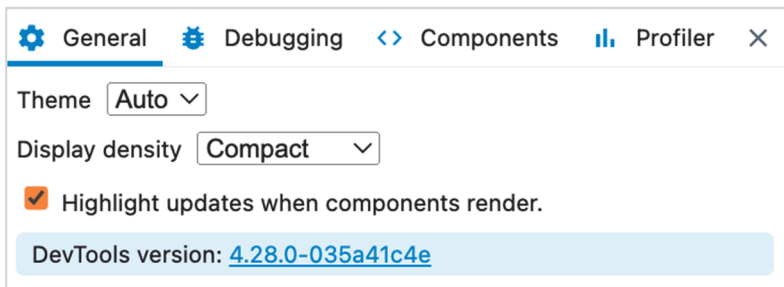 General Debugging Components Profiler
Theme Auto
Display density Compact
Highlight updates when components render.
DevTools version: 4.28.0-035a41c4e